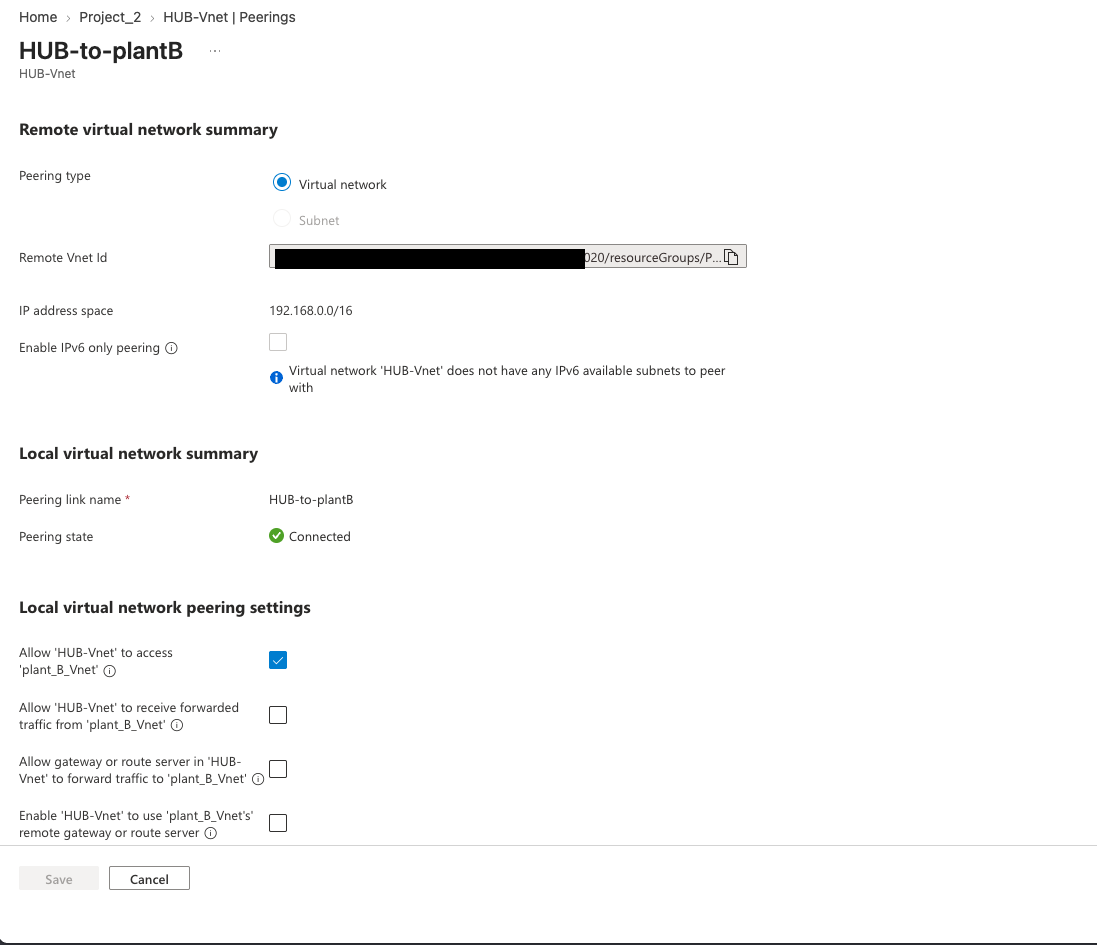 Home > Project_2 > HUB-Vnet | Peerings
HUB-to-plantB ...
HUB-Vnet
Remote virtual network summary
Peering type
Virtual network
Subnet
Remote Vnet Id
020/resourceGroups/P...
IP address space
192.168.0.0/16
Enable IPv6 only peering
Virtual network 'HUB-Vnet' does not have any IPv6 available subnets to peer
with
Local virtual network summary
Peering link name *
HUB-to-plantB
Peering state
Connected
Local virtual network peering settings
Allow 'HUB-Vnet' to access
'plant_B_Vnet'
Allow 'HUB-Vnet' to receive forwarded
traffic from 'plant_B_Vnet'
Allow gateway or route server in 'HUB-
Vnet' to forward traffic to 'plant_B_Vnet'
Enable 'HUB-Vnet' to use 'plant_B_Vnet's'
remote gateway or route server
Save
Cancel